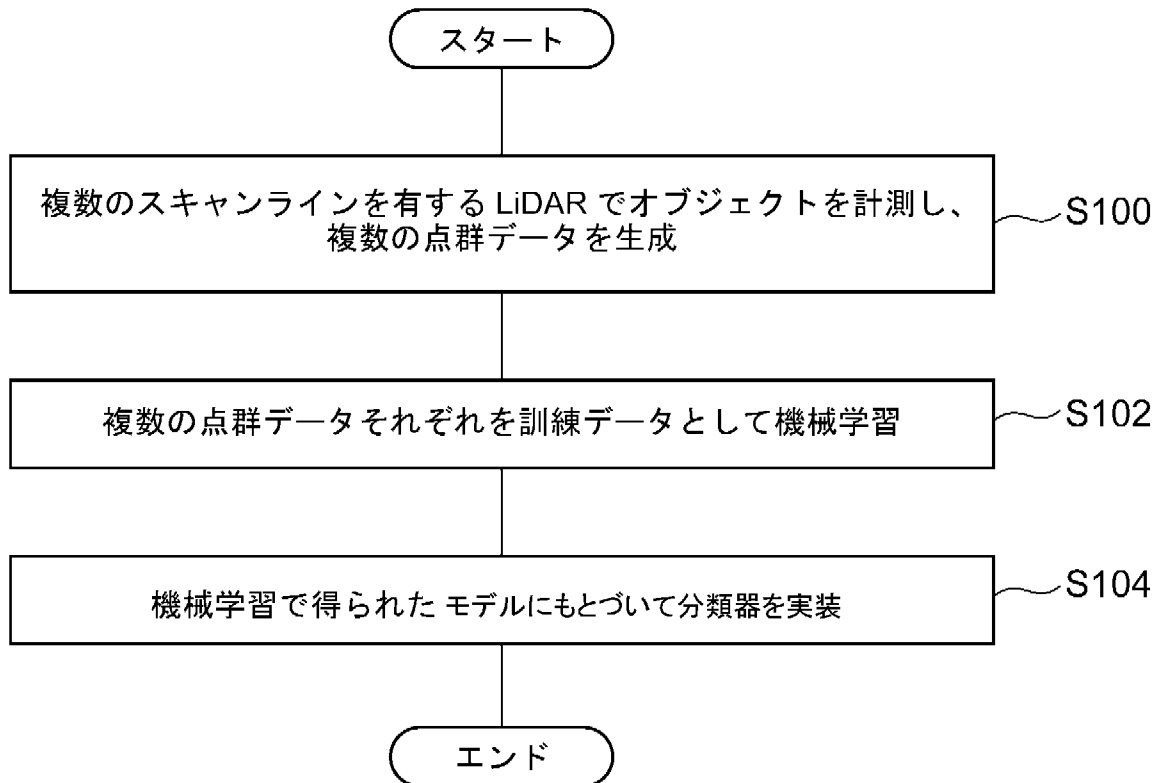 スタート
複数のスキャンラインを有する LiDAR でオブジェクトを計測し、
複数の点群データを生成
S100
複数の点群データそれぞれを訓練データとして機械学習
S102
機械学習で得られた モデルにもとづいて分類器を実装
S104
エンド